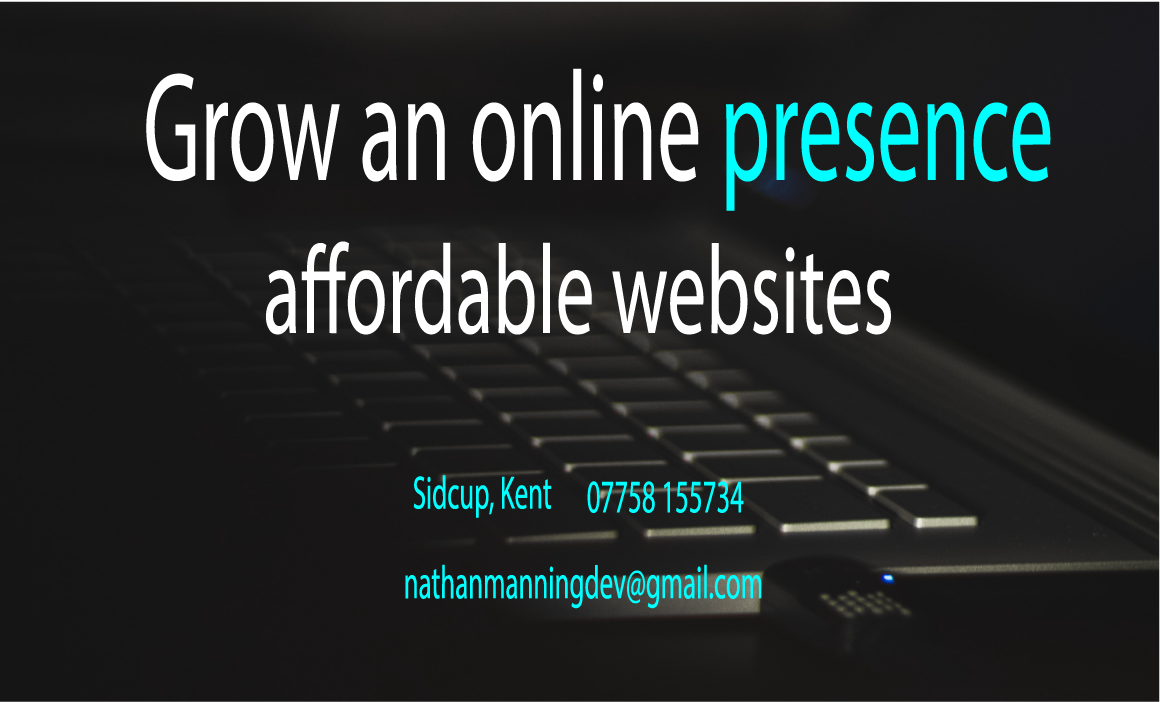 Grow an online presence
affordable websites
Sidcup, Kent 07758 155734
nathanmanningdev@gmail.com